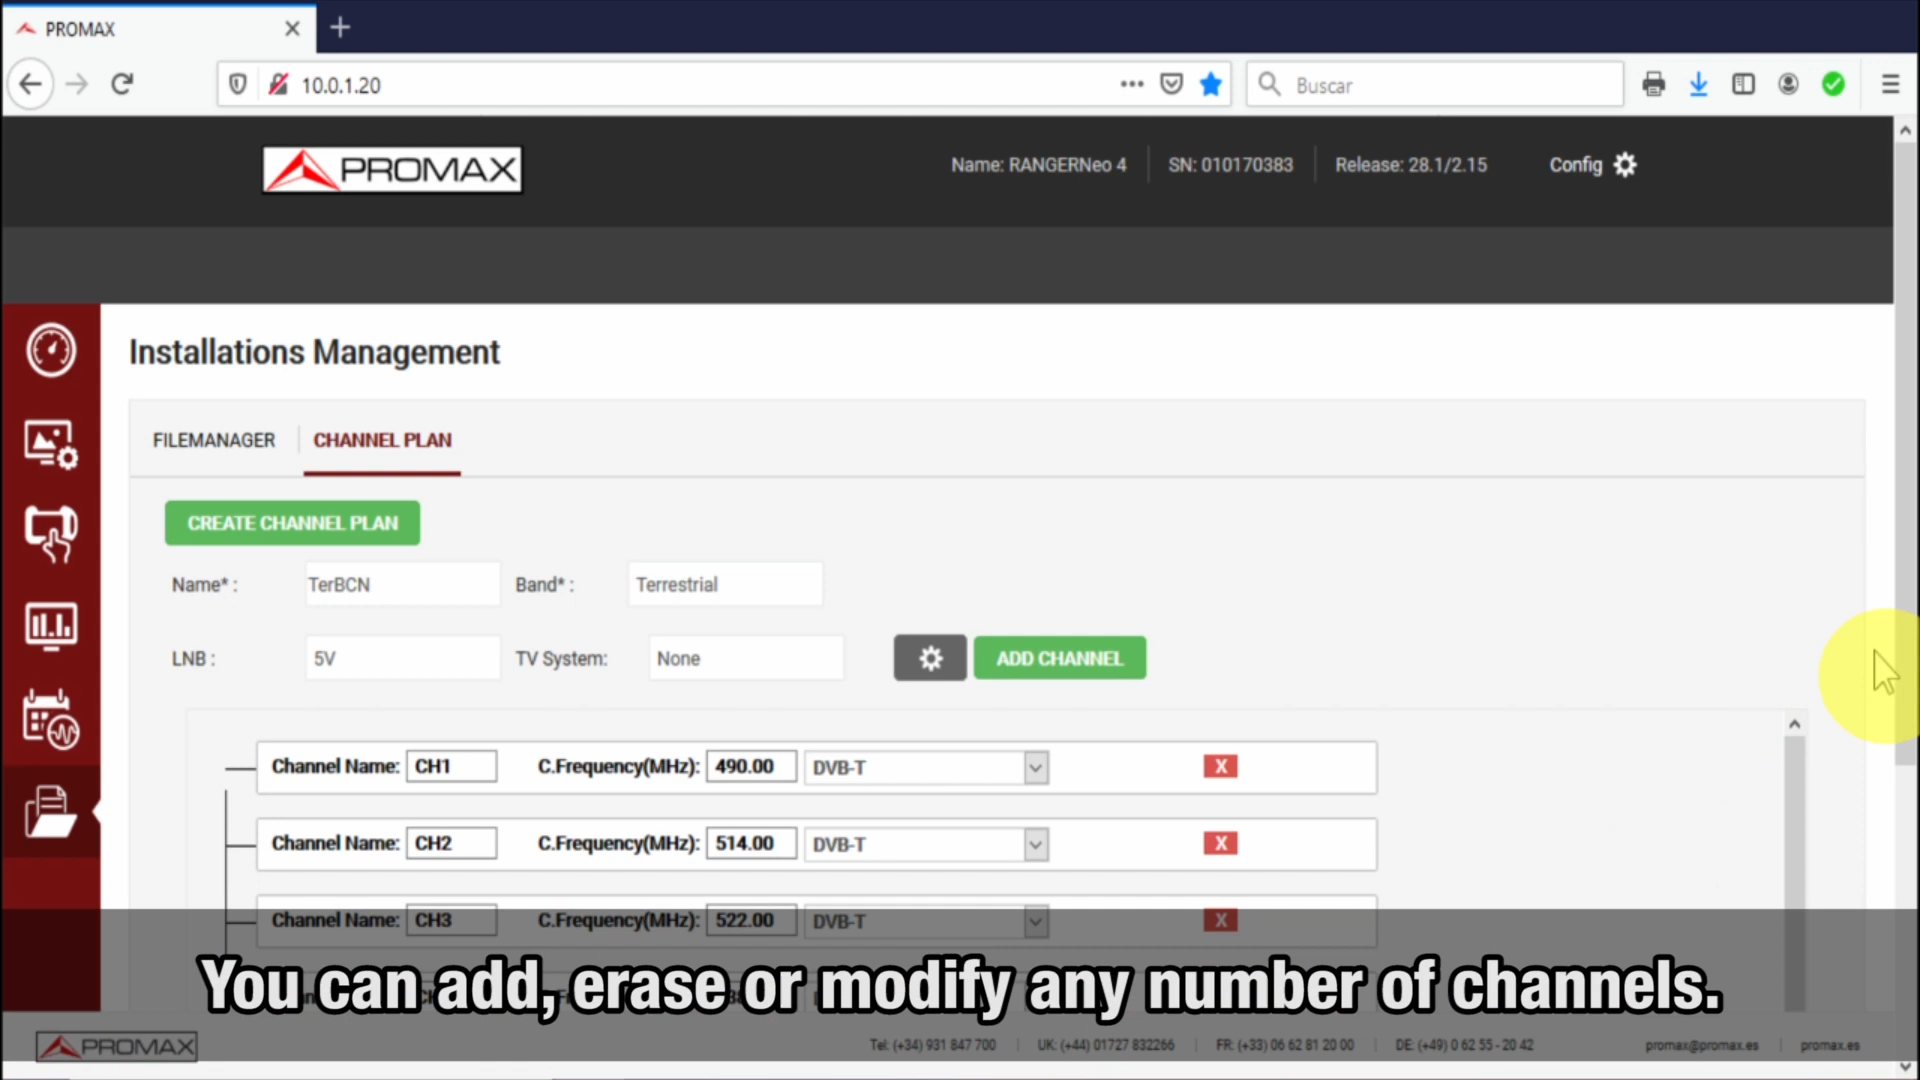 PROMAX
10.0.1.20
Buscar
PROMAX
Name: RANGERNeo 4
SN: 010170383
Release: 28.1/2.15
Config
Installations Management
FILEMANAGER
CHANNEL PLAN
CREATE CHANNEL PLAN
Name* :
TerBCN
Band* :
Terrestrial
LNB :
5V
TV System:
None
ADD CHANNEL
Channel Name: CH1 C.Frequency(MHz): 490.00 DVB-T X
Channel Name: CH2 C.Frequency(MHz): 514.00 DVB-T X
Channel Name: CH3 C.Frequency(MHz): 522.00 DVB-T X
You can add, erase or modify any number of channels.
PROMAX
Tel: (+34) 931 847 700
UK: (+44) 01727 832266
FR: (+33) 06 62 81 20 00
DE: (+49) 0 62 55 - 20 42
promax@promax.es
promax.es